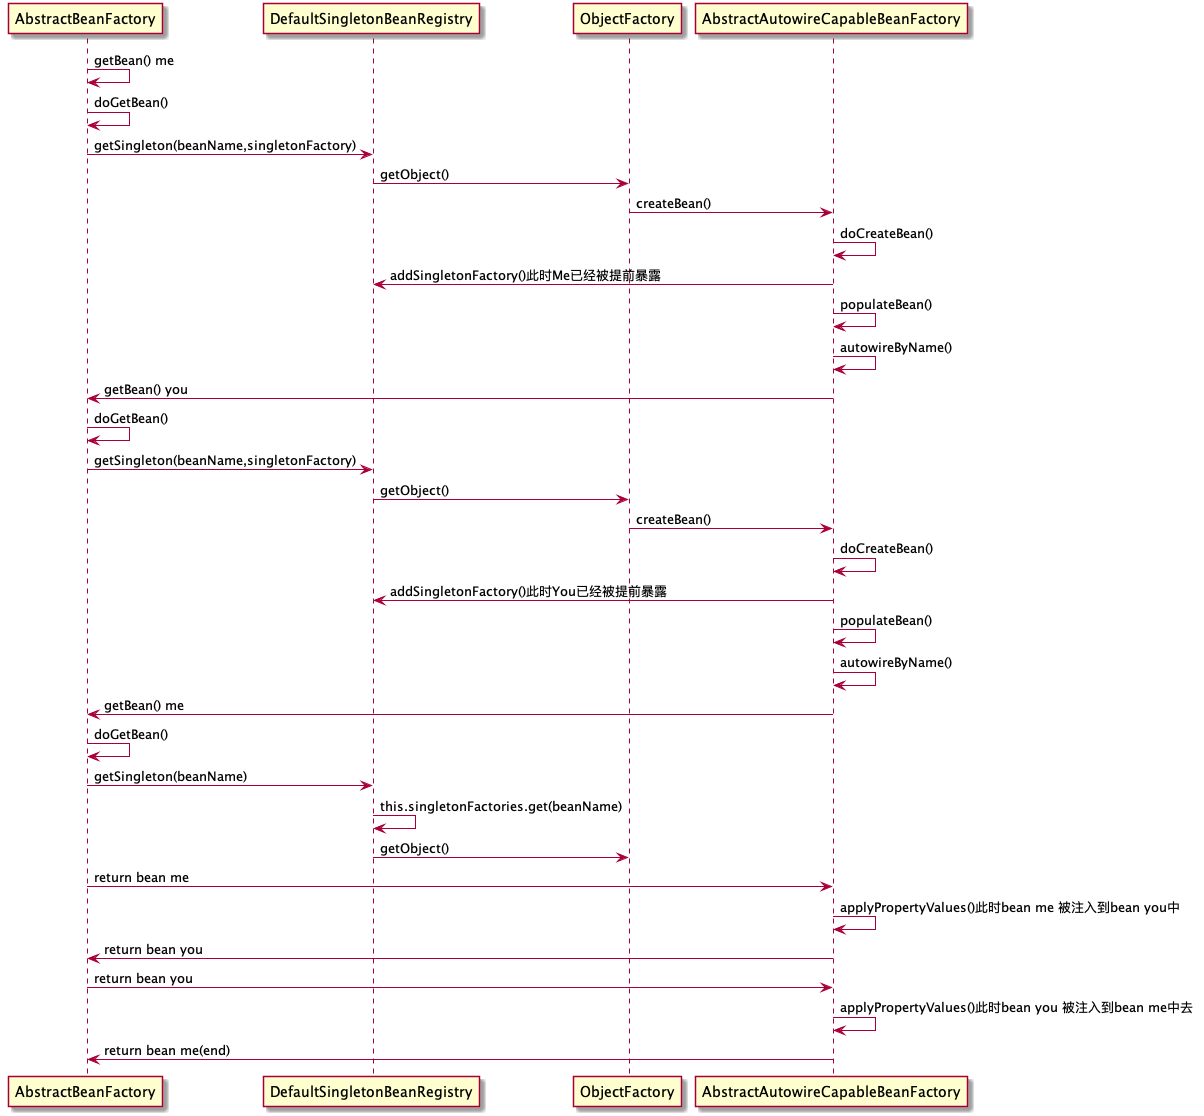 AbstractBeanFactory
DefaultSingletonBeanRegistry
ObjectFactory
AbstractAutowireCapableBeanFactory
getBean() me
doGetBean()
getSingleton(beanName,singletonFactory)
getObject()
createBean()
doCreateBean()
addSingletonFactory()此时Me已经被提前暴露
populateBean()
autowireByName()
getBean() you
doGetBean()
getSingleton(beanName,singletonFactory)
getObject()
createBean()
doCreateBean()
addSingletonFactory()此时You已经被提前暴露
populateBean()
autowireByName()
getBean() me
doGetBean()
getSingleton(beanName)
this.singletonFactories.get(beanName)
getObject()
return bean me
applyPropertyValues()此时bean me 被注入到bean you中
return bean you
return bean you
applyPropertyValues()此时bean you 被注入到bean me中去
return bean me(end)
AbstractBeanFactory
DefaultSingletonBeanRegistry
ObjectFactory
AbstractAutowireCapableBeanFactory